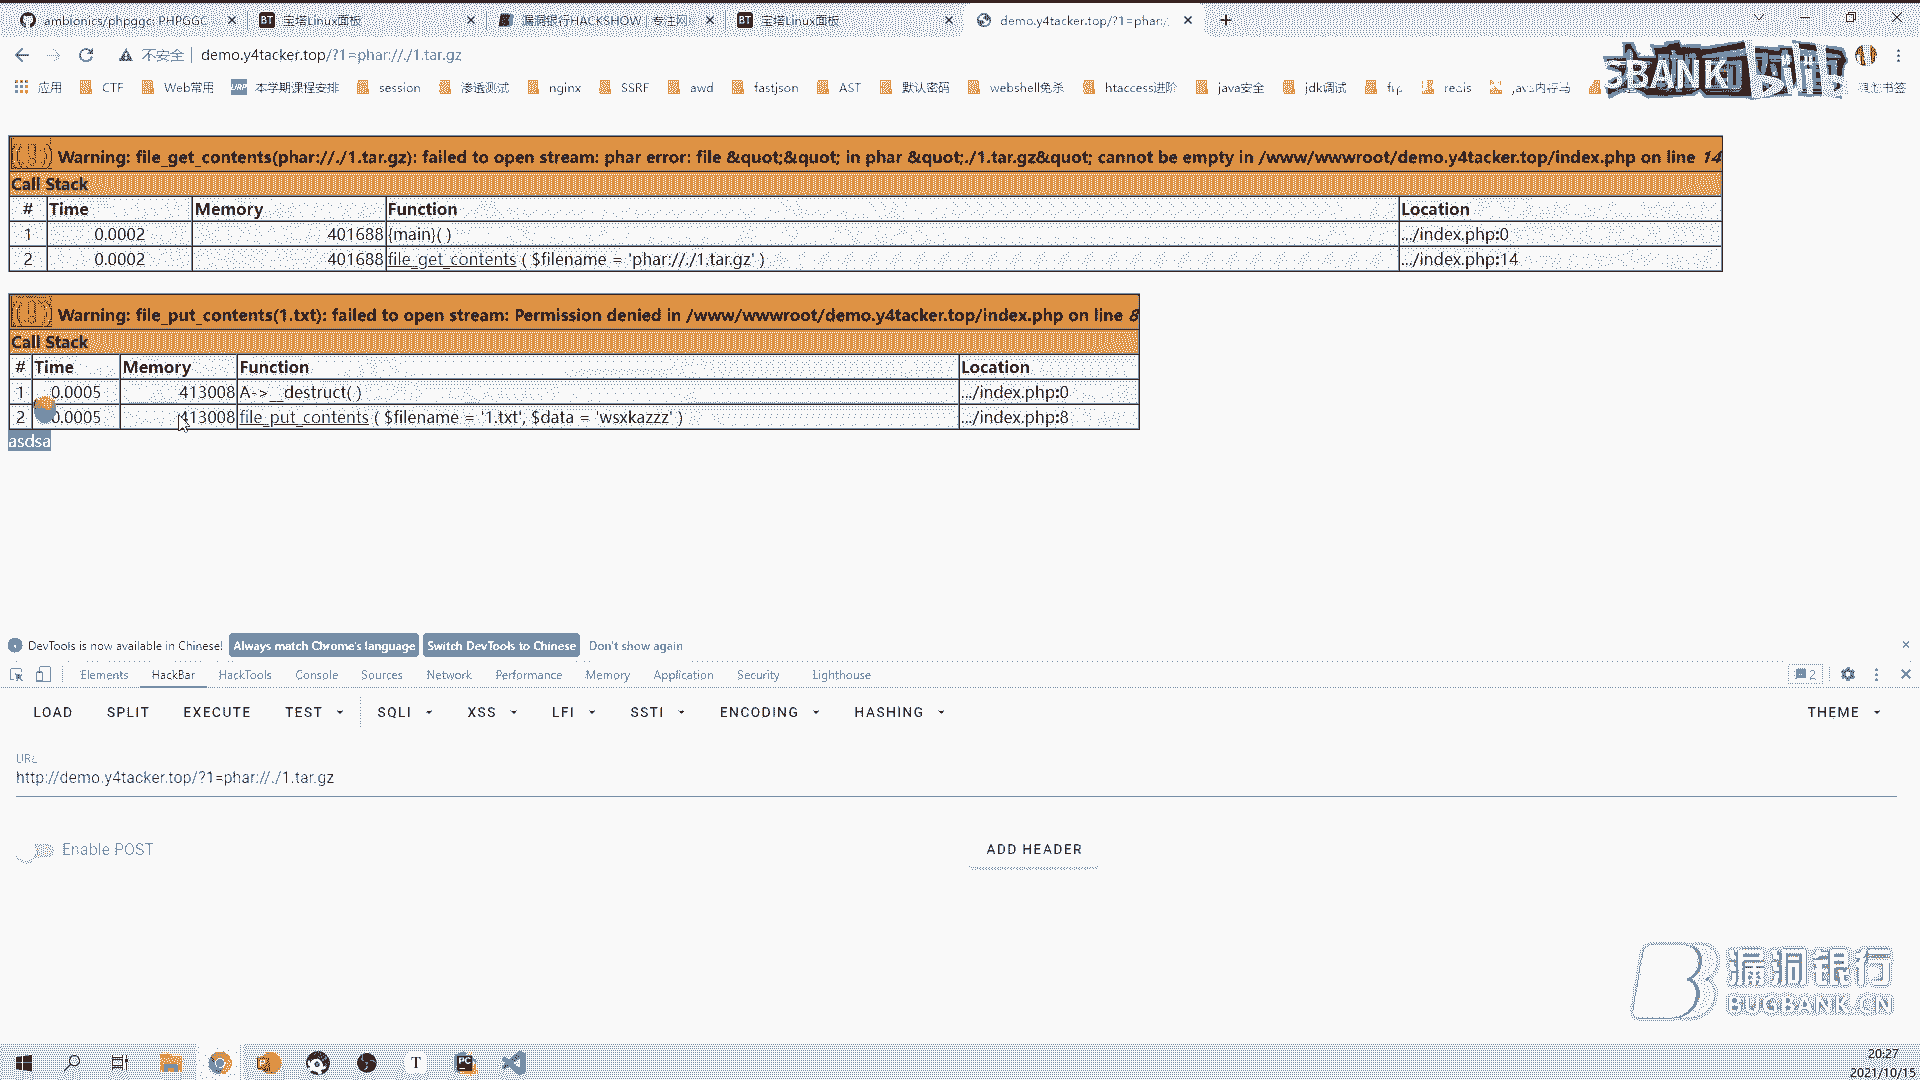 ambionics/phpggc: PHPGGC
BT 宝塔Linux面板
漏洞银行HACKSHOW | 专注网
BT 宝塔Linux面板
demo.y4tacker.top/?1=phar:/
不安全 demo.y4tacker.top/?1=phar://./1.tar.gz
应用 CTF Web常用 URP 本学期课程安排 session 渗透测试 nginx SSRF awd fastjson AST 默认密码 webshell免杀 htaccess进阶 java安全 jdk调试 ftp redis java内存马 其他书签
( ! ) Warning: file_get_contents(phar://./1.tar.gz): failed to open stream: phar error: file &quot;&quot; in phar &quot;./1.tar.gz&quot; cannot be empty in /www/wwwroot/demo.y4tacker.top/index.php on line 14
Call Stack
# Time Memory Function Location
1 0.0002 401688 {main}( ) .../index.php:0
2 0.0002 401688 file_get_contents ( $filename = 'phar://./1.tar.gz' ) .../index.php:14
( ! ) Warning: file_put_contents(1.txt): failed to open stream: Permission denied in /www/wwwroot/demo.y4tacker.top/index.php on line 8
Call Stack
# Time Memory Function Location
1 0.0005 413008 A->__destruct( ) .../index.php:0
2 0.0005 413008 file_put_contents ( $filename = '1.txt', $data = 'wsxkazzz' ) .../index.php:8
asdsa
DevTools is now available in Chinese! Always match Chrome's language Switch DevTools to Chinese Don't show again
Elements HackBar HackTools Console Sources Network Performance Memory Application Security Lighthouse 2
LOAD SPLIT EXECUTE TEST SQLI XSS LFI SSTI ENCODING HASHING THEME
URL
http://demo.y4tacker.top/?1=phar://./1.tar.gz
Enable POST ADD HEADER
漏洞银行
BUGBANK.CN
20:27
2021/10/15